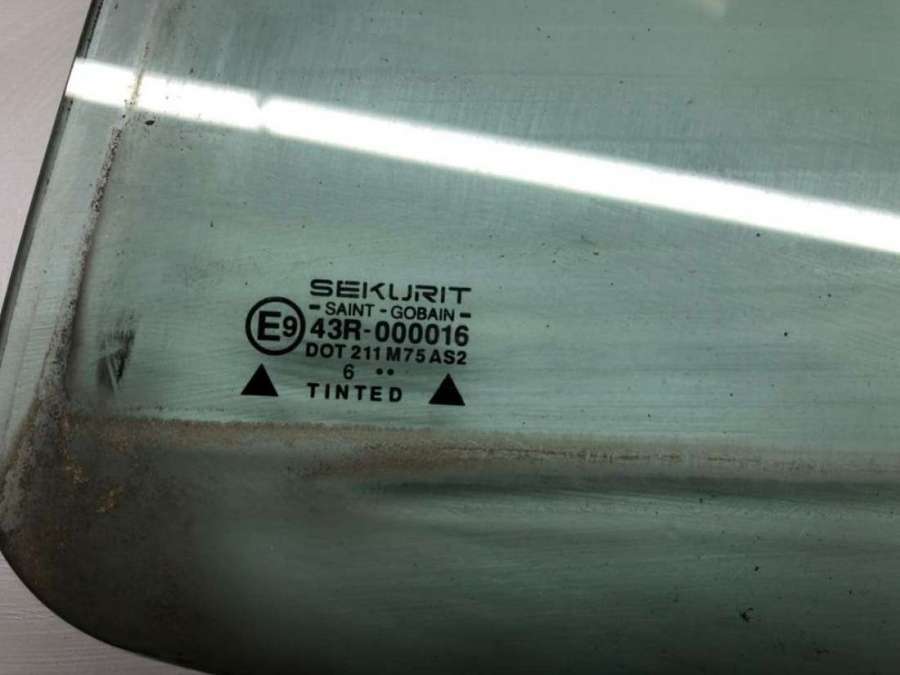 SEKURIT
- SAINT - GOBAIN -
E9 43R-000016
DOT 211 M75 AS2
6 ••
TINTED